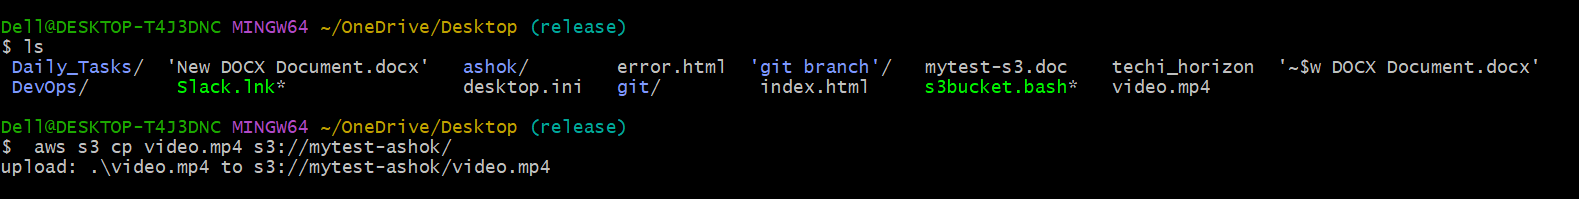 Dell@DESKTOP-T4J3DNC MINGW64 ~/OneDrive/Desktop (release)
$ ls
Daily_Tasks/ 'New DOCX Document.docx' ashok/ error.html 'git branch'/ mytest-s3.doc techi_horizon '~$w DOCX Document.docx'
DevOps/ Slack.lnk* desktop.ini git/ index.html s3bucket.bash* video.mp4
Dell@DESKTOP-T4J3DNC MINGW64 ~/OneDrive/Desktop (release)
$ aws s3 cp video.mp4 s3://mytest-ashok/
upload: .\video.mp4 to s3://mytest-ashok/video.mp4